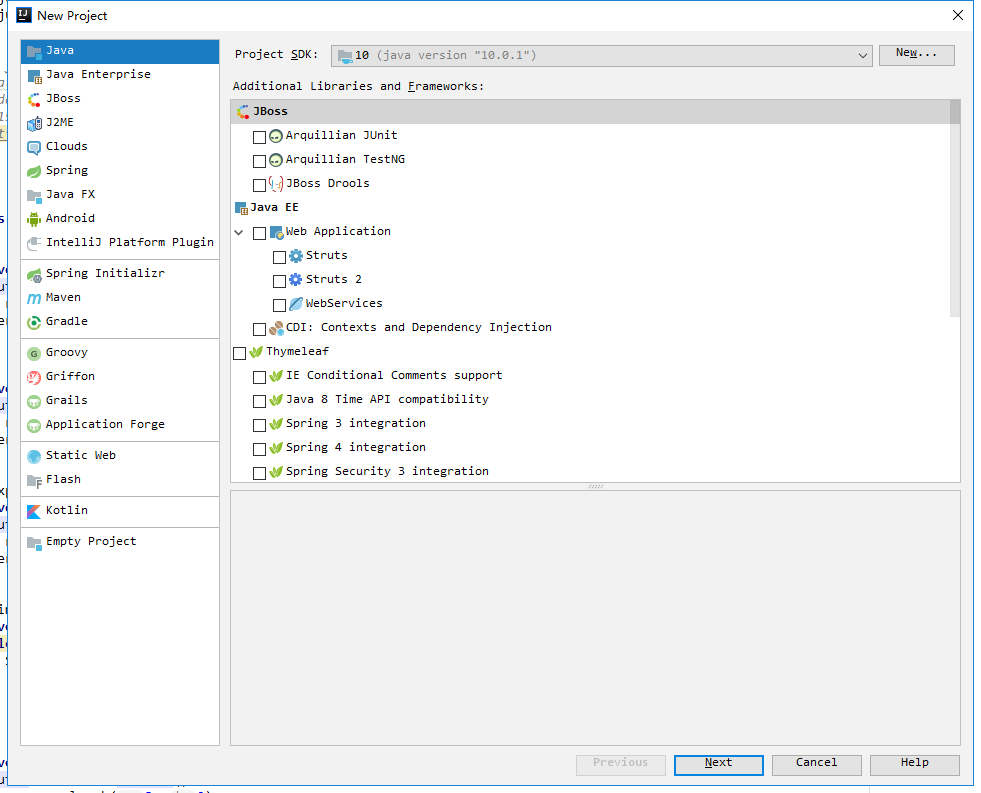 New Project
Java
Java Enterprise
JBoss
J2ME
Clouds
Spring
Java FX
Android
IntelliJ Platform Plugin
Spring Initializr
Maven
Gradle
Groovy
Griffon
Grails
Application Forge
Static Web
Flash
Kotlin
Empty Project
Project SDK: 10 (java version "10.0.1") New...
Additional Libraries and Frameworks:
JBoss
Arquillian JUnit
Arquillian TestNG
JBoss Drools
Java EE
Web Application
Struts
Struts 2
WebServices
CDI: Contexts and Dependency Injection
Thymeleaf
IE Conditional Comments support
Java 8 Time API compatibility
Spring 3 integration
Spring 4 integration
Spring Security 3 integration
Previous Next Cancel Help